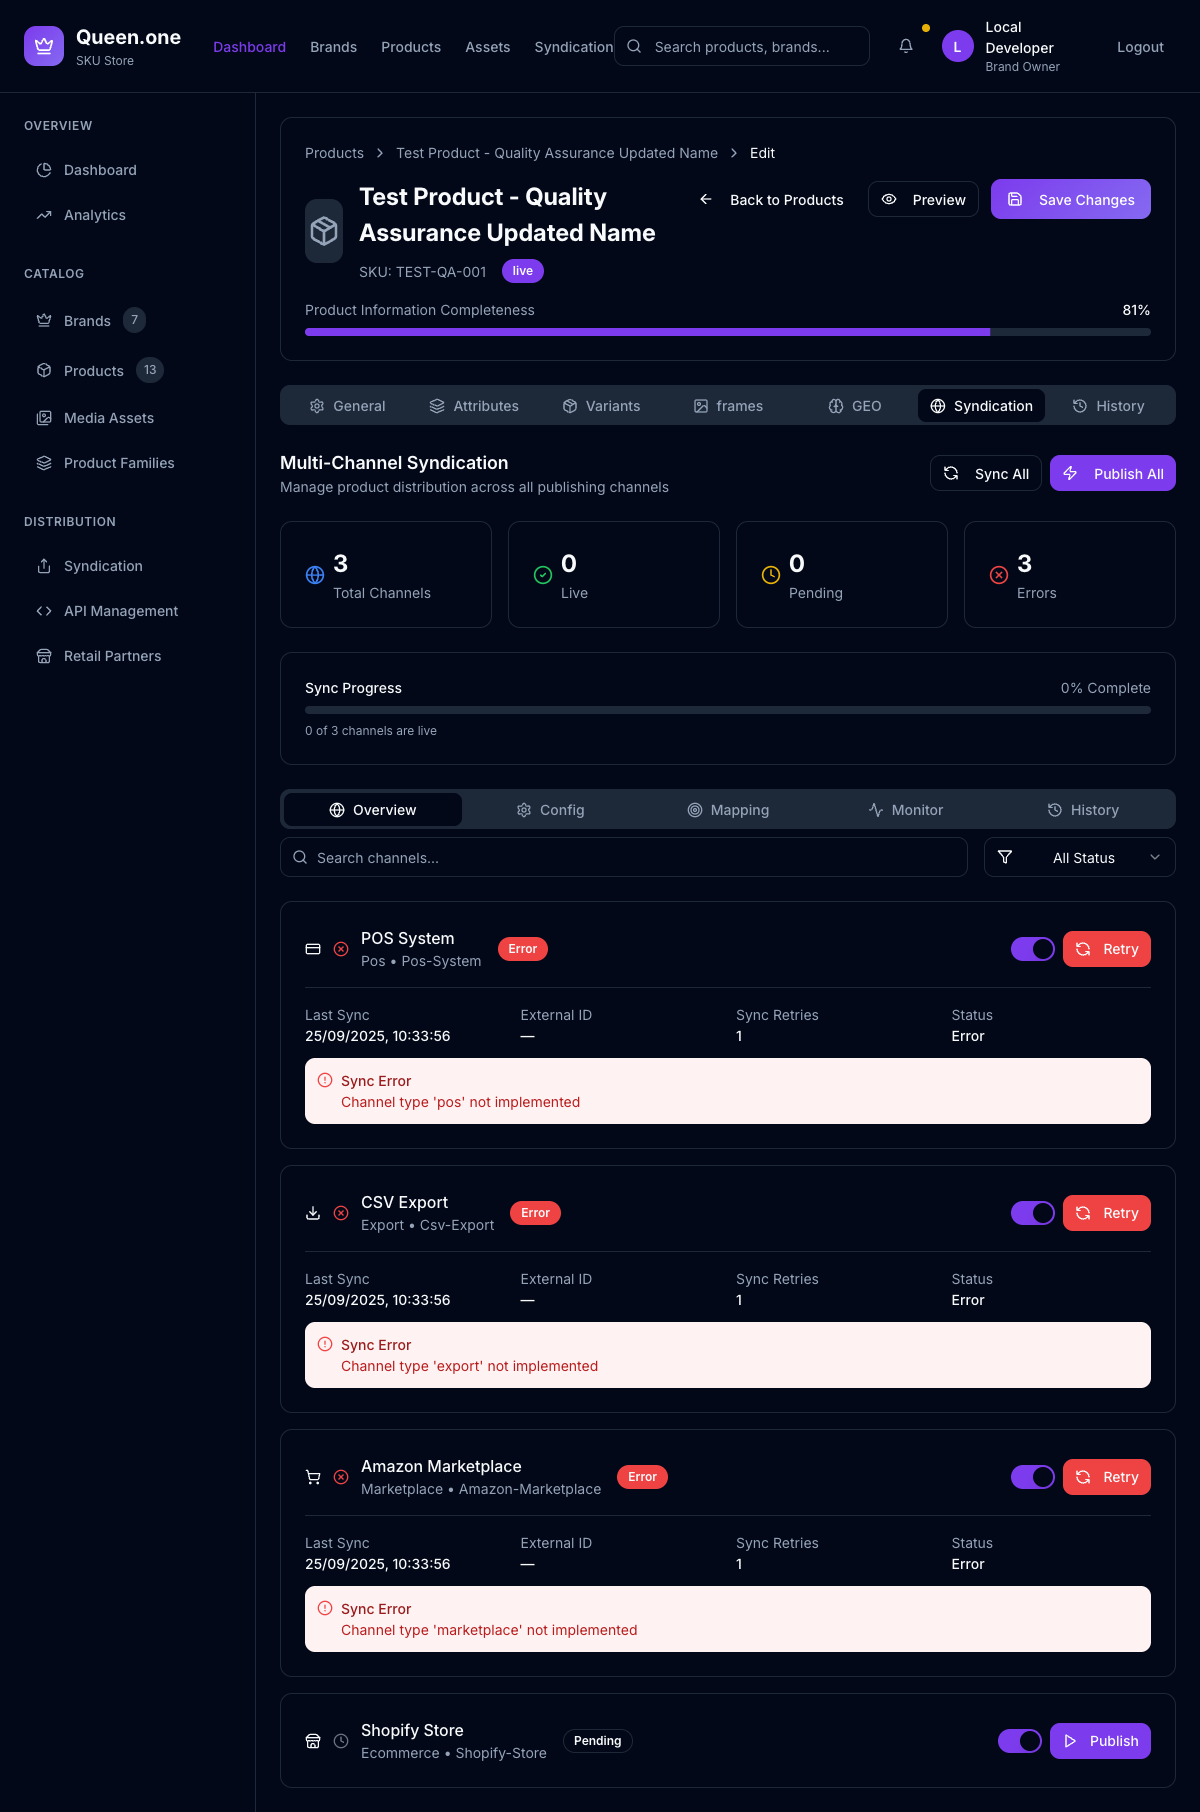 Queen.one
SKU Store
Dashboard
Brands
Products
Assets
Syndication
Search products, brands...
L
Local
Developer
Brand Owner
Logout
OVERVIEW
Dashboard
Analytics
CATALOG
Brands 7
Products 13
Media Assets
Product Families
DISTRIBUTION
Syndication
API Management
Retail Partners
Products > Test Product - Quality Assurance Updated Name > Edit
Test Product - Quality
Assurance Updated Name
SKU: TEST-QA-001 live
Back to Products
Preview
Save Changes
Product Information Completeness 81%
General
Attributes
Variants
frames
GEO
Syndication
History
Multi-Channel Syndication
Manage product distribution across all publishing channels
Sync All
Publish All
3
Total Channels
0
Live
0
Pending
3
Errors
Sync Progress 0% Complete
0 of 3 channels are live
Overview
Config
Mapping
Monitor
History
Search channels...
All Status
POS System
Pos • Pos-System
Error
Retry
Last Sync External ID Sync Retries Status
25/09/2025, 10:33:56 — 1 Error
Sync Error
Channel type 'pos' not implemented
CSV Export
Export • Csv-Export
Error
Retry
Last Sync External ID Sync Retries Status
25/09/2025, 10:33:56 — 1 Error
Sync Error
Channel type 'export' not implemented
Amazon Marketplace
Marketplace • Amazon-Marketplace
Error
Retry
Last Sync External ID Sync Retries Status
25/09/2025, 10:33:56 — 1 Error
Sync Error
Channel type 'marketplace' not implemented
Shopify Store
Ecommerce • Shopify-Store
Pending
Publish